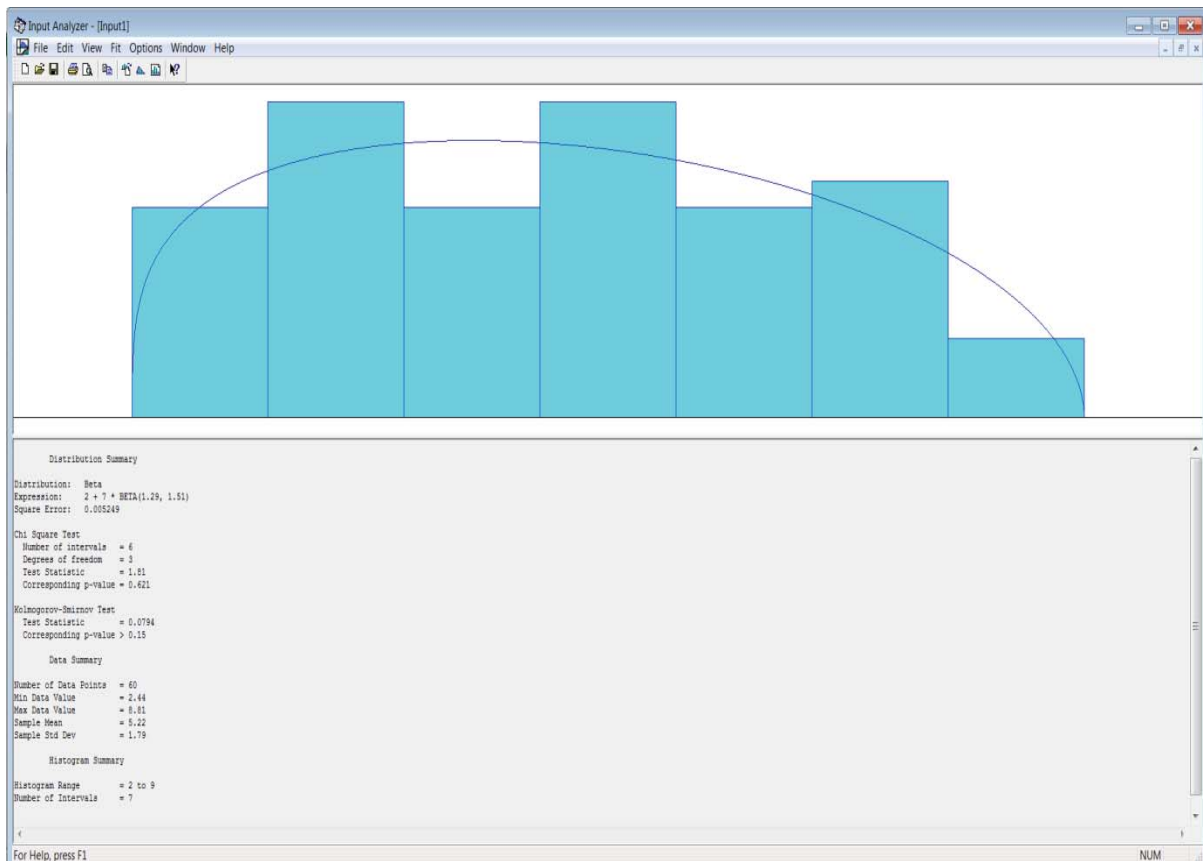 Input Analyzer - [Input1]
File Edit View Fit Options Window Help
Distribution Summary
Distribution: Beta
Expression: 2 + 7 * BETA(1.29, 1.51)
Square Error: 0.005249
Chi Square Test
Number of intervals = 6
Degrees of freedom = 3
Test Statistic = 1.81
Corresponding p-value = 0.621
Kolmogorov-Smirnov Test
Test Statistic = 0.0794
Corresponding p-value > 0.15
Data Summary
Number of Data Points = 60
Min Data Value = 2.44
Max Data Value = 8.81
Sample Mean = 5.22
Sample Std Dev = 1.79
Histogram Summary
Histogram Range = 2 to 9
Number of Intervals = 7
For Help, press F1
NUM